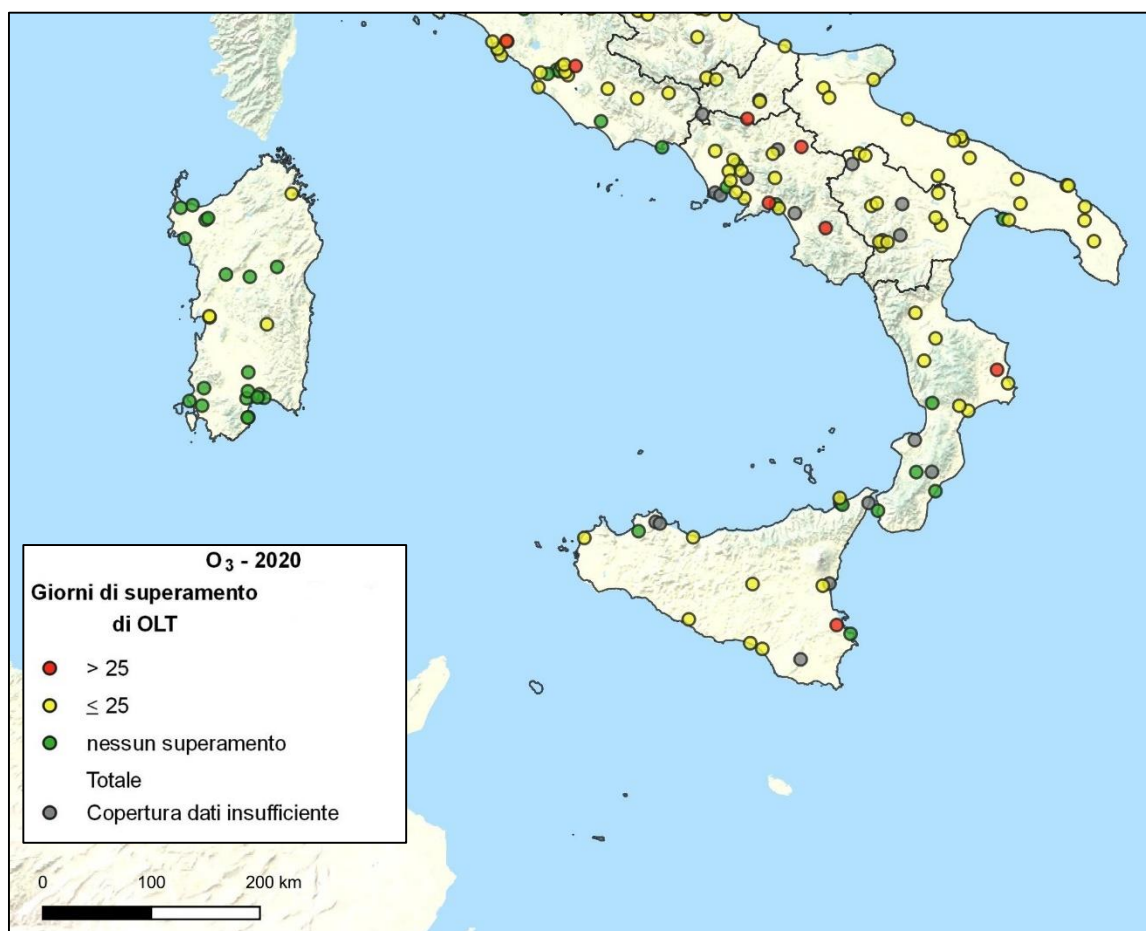 O3 - 2020
Giorni di superamento
di OLT
> 25
≤ 25
nessun superamento
Totale
Copertura dati insufficiente
0 100 200 km